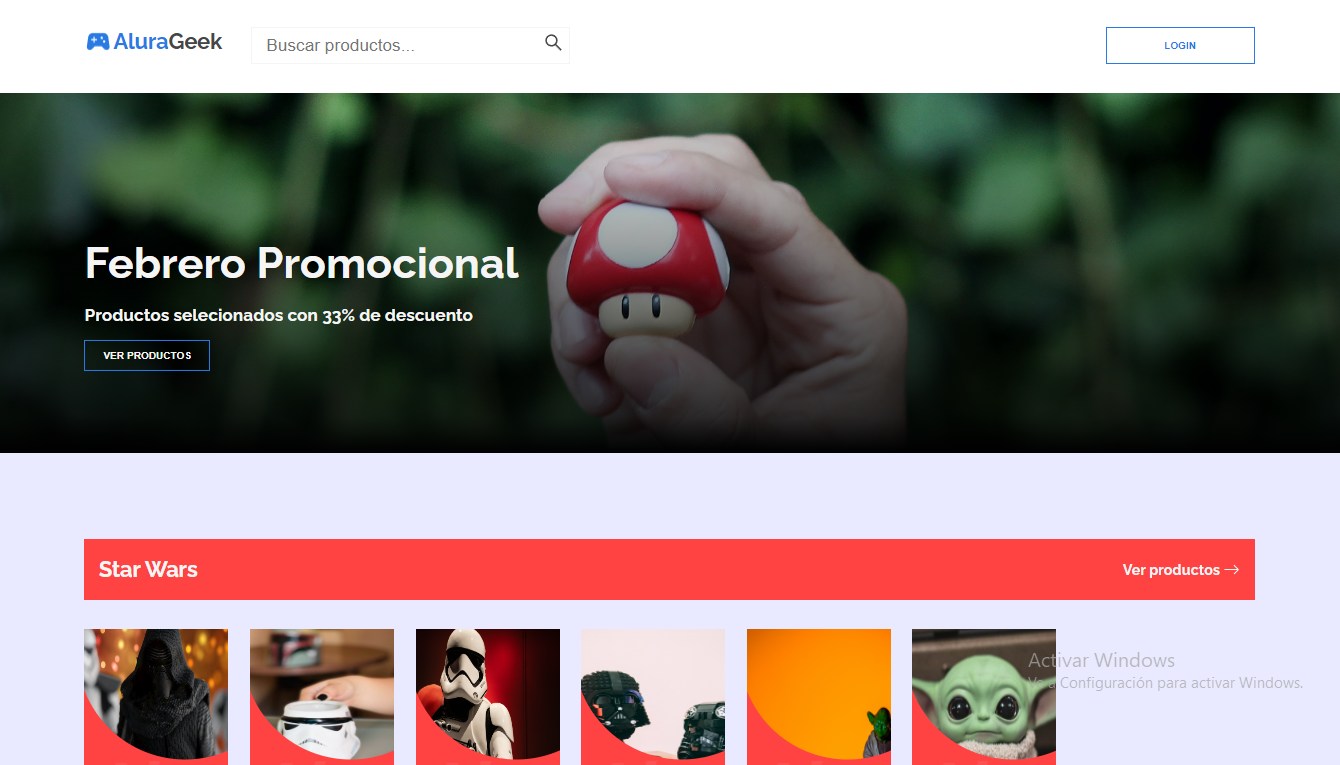 AluraGeek
Buscar productos...
LOGIN
Febrero Promocional
Productos selecionados con 33% de descuento
VER PRODUCTOS
Star Wars
Ver productos →
Activar Windows
Ve a Configuración para activar Windows.